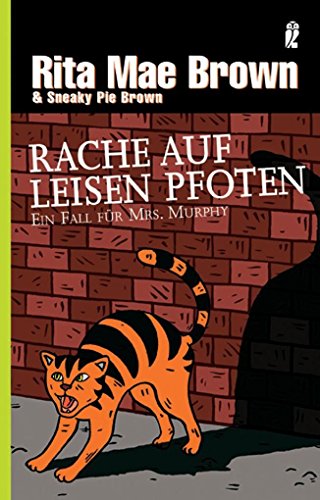 Rita Mae Brown
& Sneaky Pie Brown
RACHE AUF
LEISEN PFOTEN
EIN FALL FÜR MRS. MURPHY